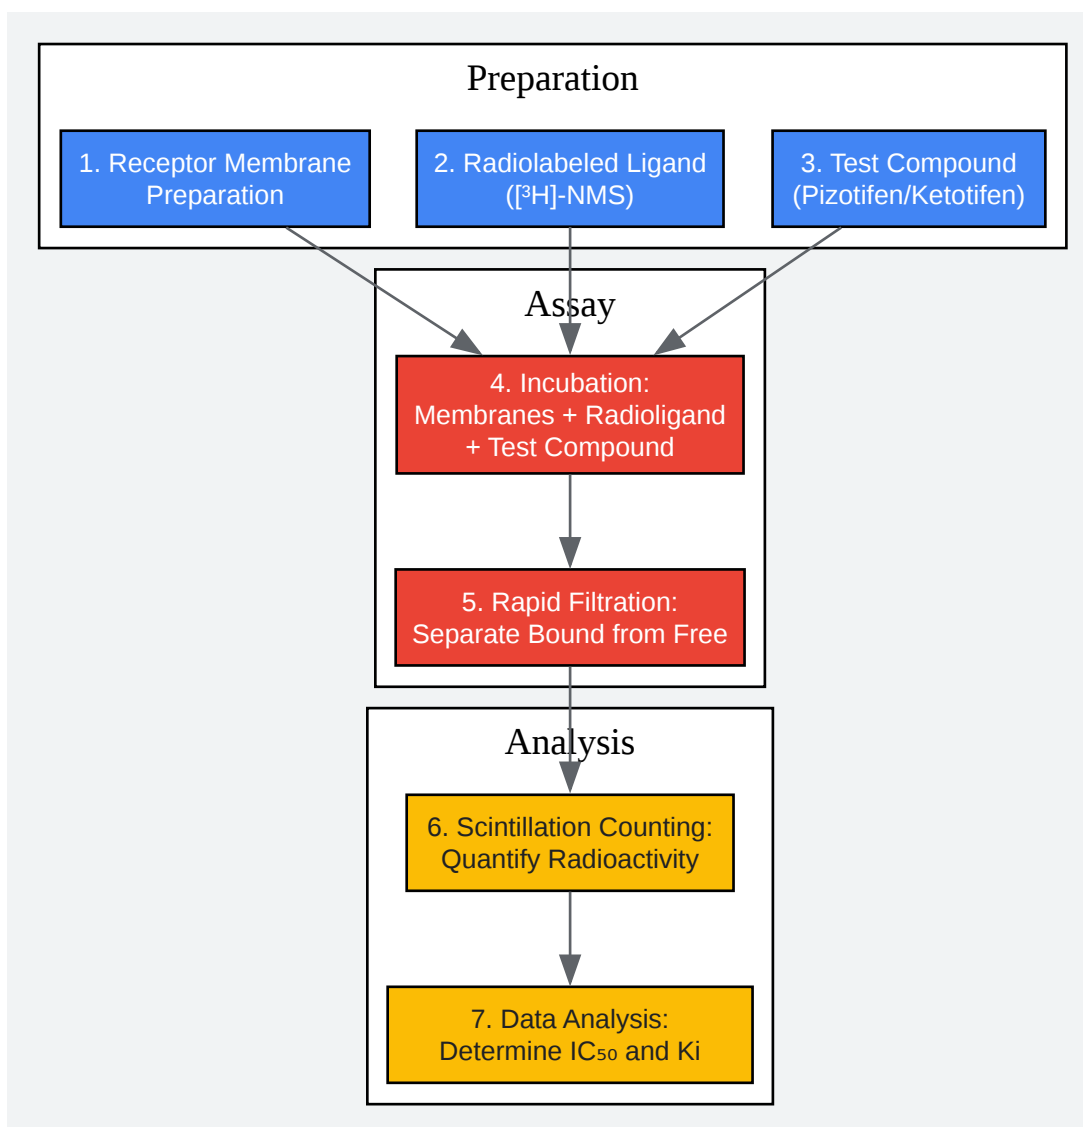 Preparation
1. Receptor Membrane
Preparation
2. Radiolabeled Ligand
([³H]-NMS)
3. Test Compound
(Pizotifen/Ketotifen)
Assay
4. Incubation:
Membranes + Radioligand
+ Test Compound
5. Rapid Filtration:
Separate Bound from Free
Analysis
6. Scintillation Counting:
Quantify Radioactivity
7. Data Analysis:
Determine IC₅₀ and Ki